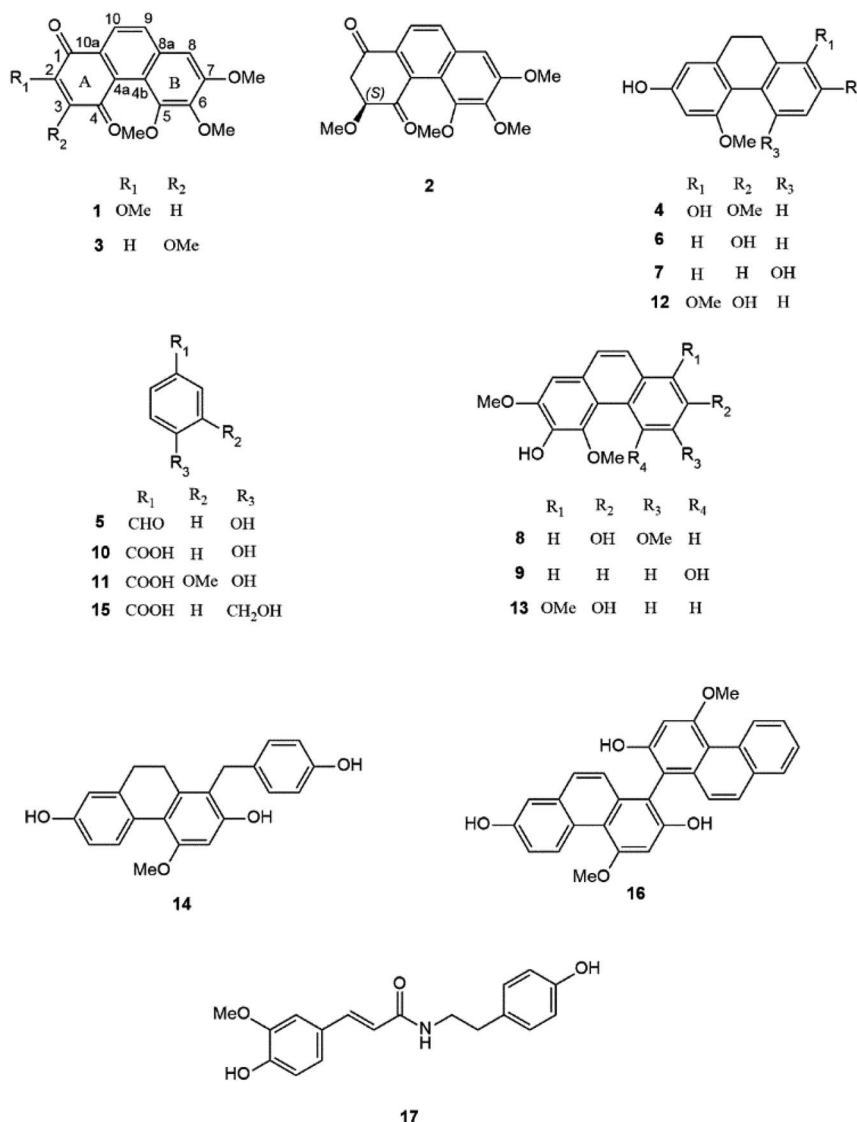 O
10
9
O
1
10a
8a
8
R₁
2
A
B
7
OMe
3
4a
4b
6
4
O
MeO
5
OMe
R₂
R₁ R₂
1 OMe H
3 H OMe
(S)
MeO
O
MeO
OMe
OMe
2
R₁
HO
R₂
MeO
R₃
R₁ R₂ R₃
4 OH OMe H
6 H OH H
7 H H OH
12 OMe OH H
R₁
R₂
R₃
R₁ R₂ R₃
5 CHO H OH
10 COOH H OH
11 COOH OMe OH
15 COOH H CH₂OH
R₁
MeO
R₂
HO
MeO
R₄
R₃
R₁ R₂ R₃ R₄
8 H OH OMe H
9 H H H OH
13 OMe OH H H
OH
HO
OH
MeO
14
OMe
HO
HO
OH
MeO
16
OH
O
MeO
N
H
HO
17